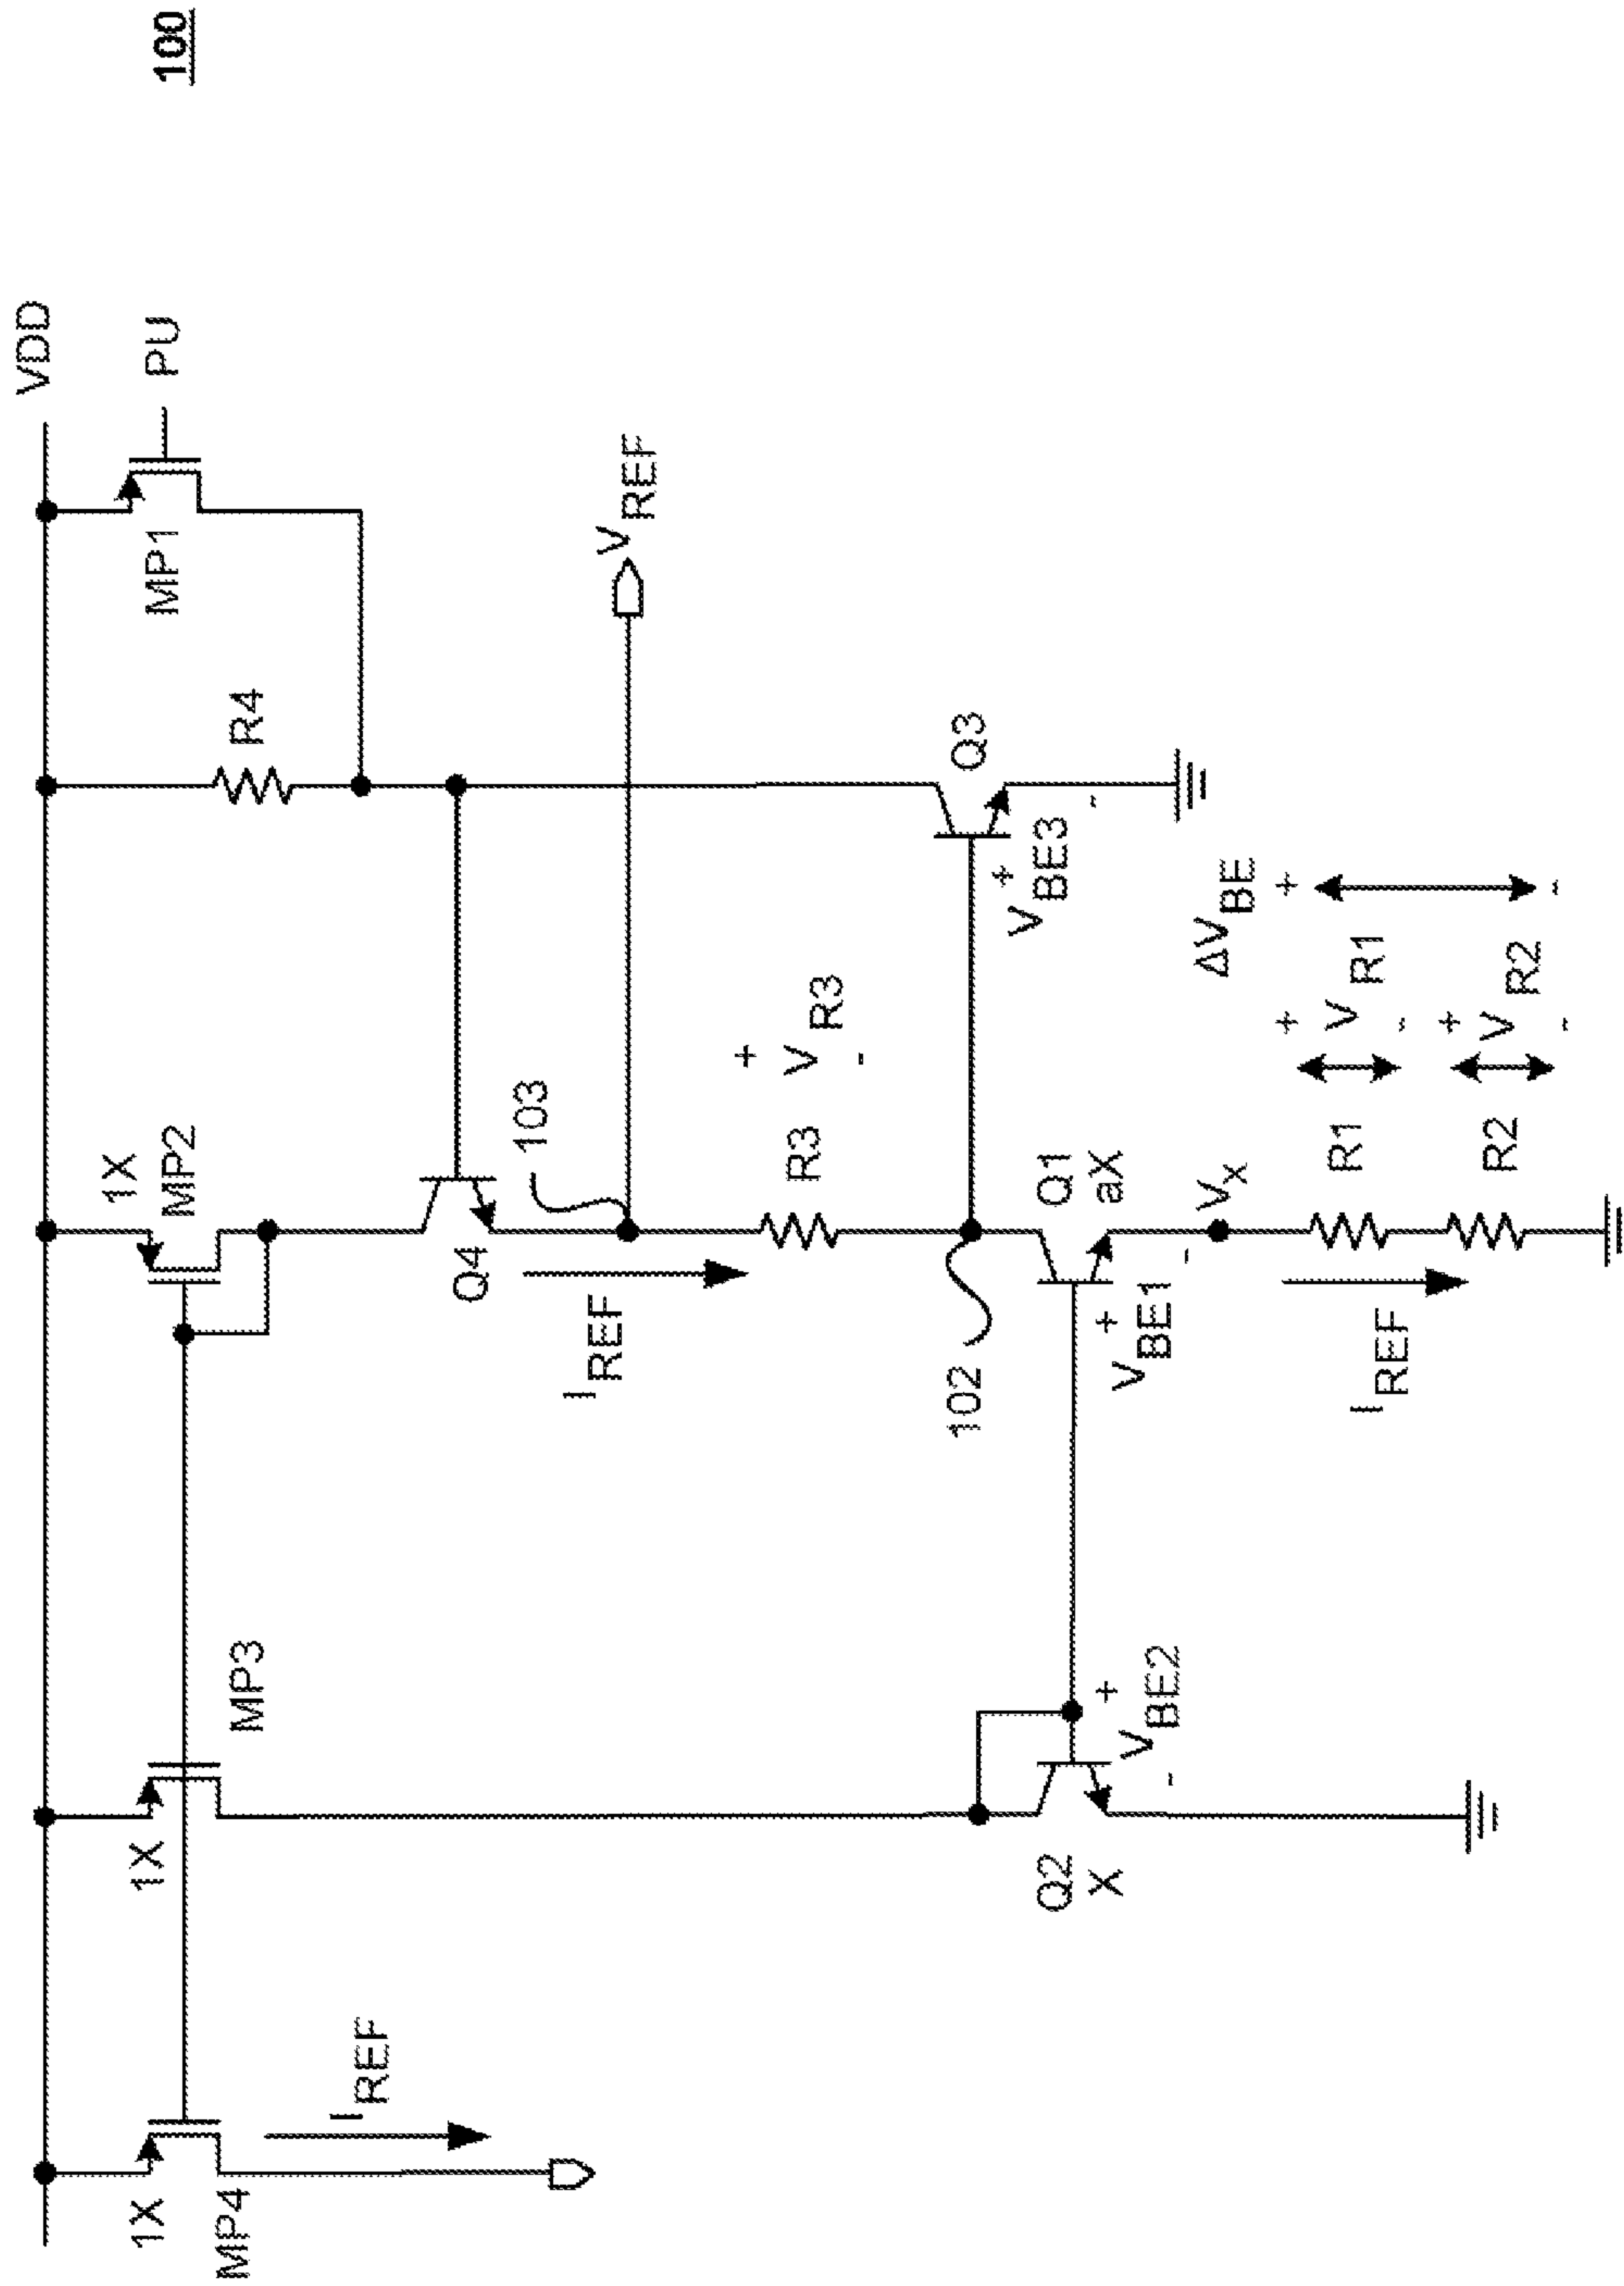 100
VDD
PU
MP1
R4
1X
MP2
MP3
1X
1X
MP4
IREF
VREF
103
Q4
IREF
R3
+
VR3
-
102
Q3
+
VBE3
-
Q1
aX
+
VBE1
-
Vx
Q2
X
+
VBE2
-
ΔVBE
+
-
R1
+
VR1
-
R2
+
VR2
-
IREF